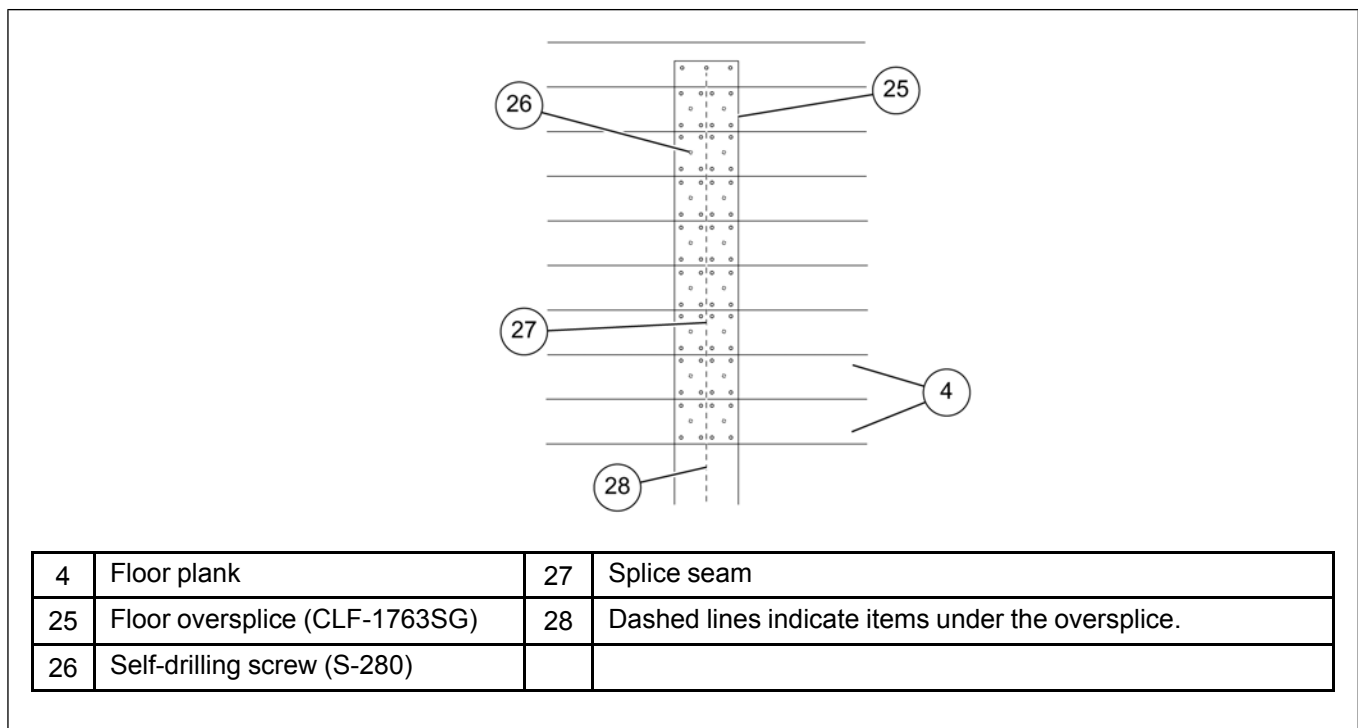 26
25
27
4
28
4 Floor plank 27 Splice seam
25 Floor oversplice (CLF-1763SG) 28 Dashed lines indicate items under the oversplice.
26 Self-drilling screw (S-280)